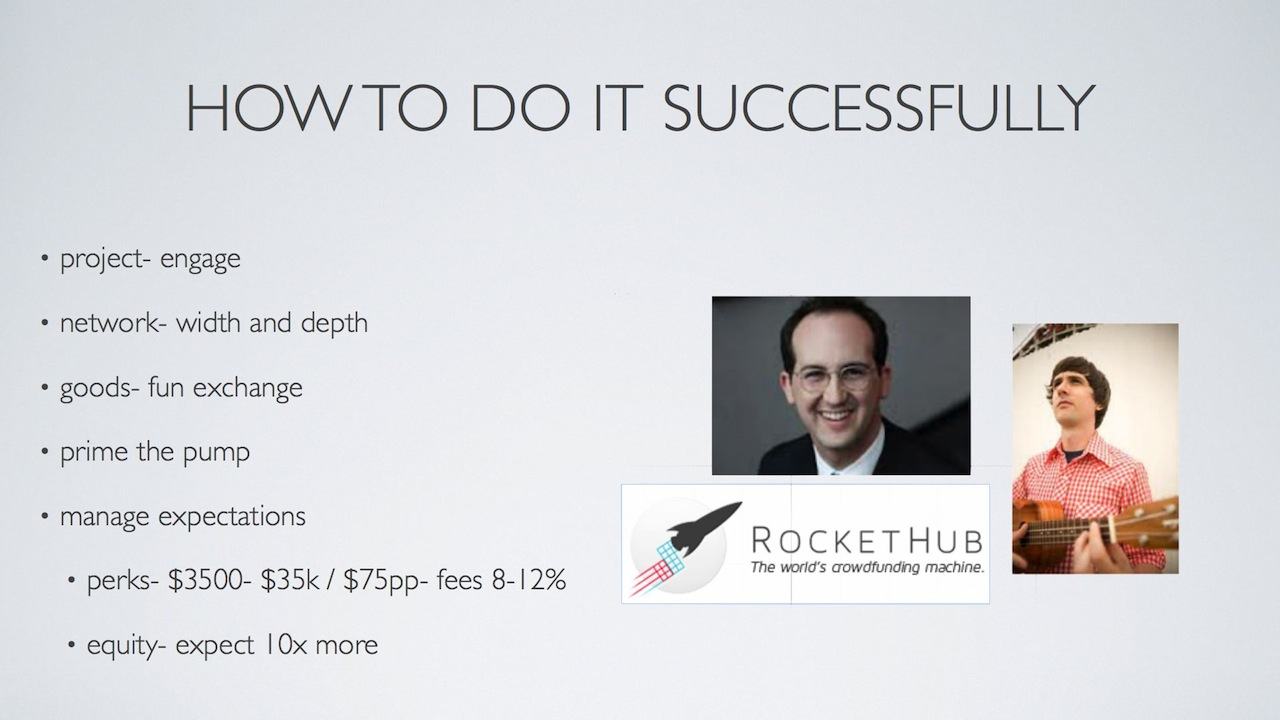 HOW TO DO IT SUCCESSFULLY
• project- engage
• network- width and depth
• goods- fun exchange
• prime the pump
• manage expectations
• perks- $3500- $35k / $75pp- fees 8-12%
• equity- expect 10x more
ROCKETHUB
The world's crowdfunding machine.